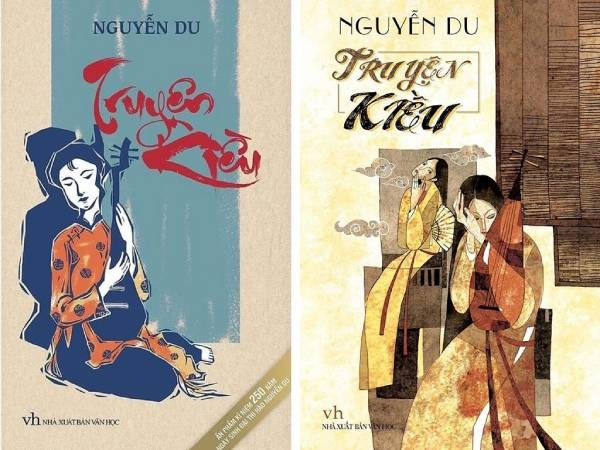 NGUYỄN DU
Truyện
Kiều
ẤN PHẨM KỈ NIỆM 250 NĂM
NGÀY SINH ĐẠI THI HÀO NGUYỄN DU
vh NHÀ XUẤT BẢN VĂN HỌC
NGUYỄN DU
TRUYỆN
KIỀU
vh
NHÀ XUẤT BẢN VĂN HỌC